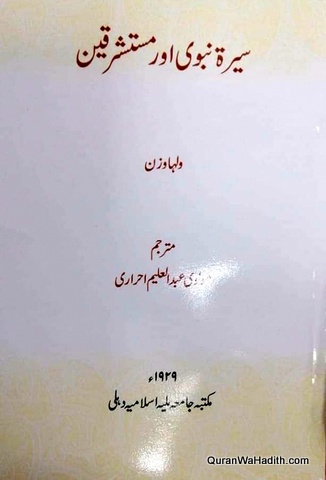 سیرۃ نبوی اور مستشرقین
ولہاوزن
مترجم
عبدالعلیم احراری
۱۹۲۹ء
مکتبہ جامعہ ملیہ اسلامیہ دہلی
QuranWaHadith.com